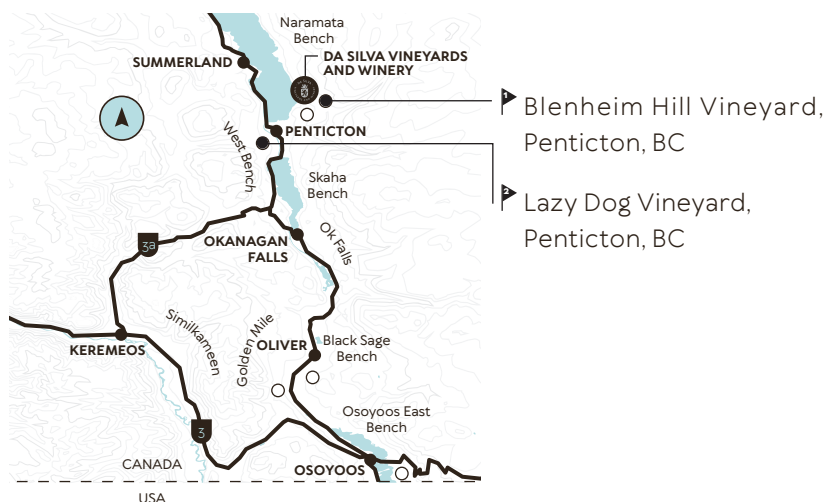 Naramata
Bench
DA SILVA VINEYARDS
AND WINERY
SUMMERLAND
1
Blenheim Hill Vineyard,
Penticton, BC
PENTICTON
West Bench
Skaha
Bench
2
Lazy Dog Vineyard,
Penticton, BC
OKANAGAN
FALLS
Ok Falls
3a
Similkameen
Golden Mile
KEREMEOS
OLIVER
Black Sage
Bench
Osoyoos East
Bench
3
CANADA
OSOYOOS
USA